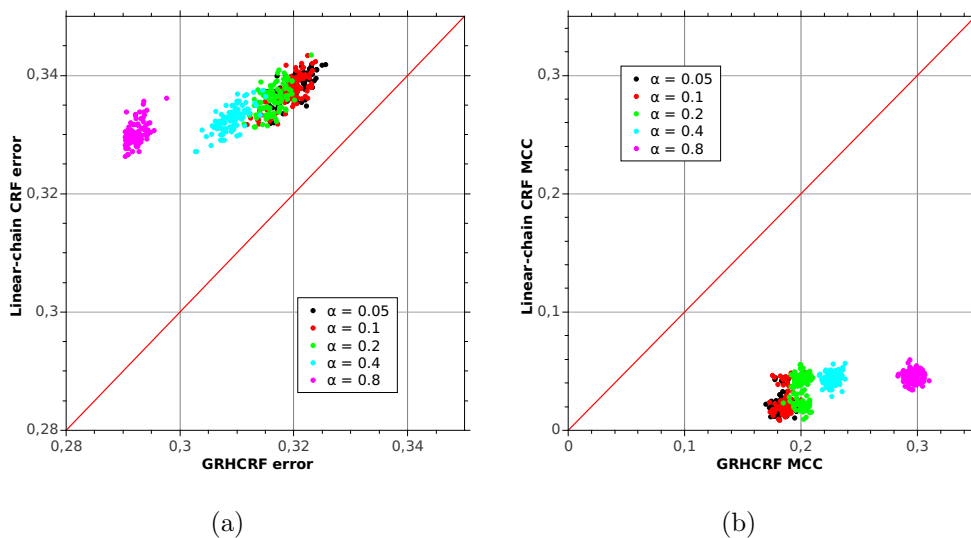 0,34
0,32
0,3
0,28
0,28
0,3
0,32
0,34
Linear-chain CRF error
GRHCRF error
α = 0.05
α = 0.1
α = 0.2
α = 0.4
α = 0.8
(a)
0,3
0,2
0,1
0
0
0,1
0,2
0,3
Linear-chain CRF MCC
GRHCRF MCC
α = 0.05
α = 0.1
α = 0.2
α = 0.4
α = 0.8
(b)